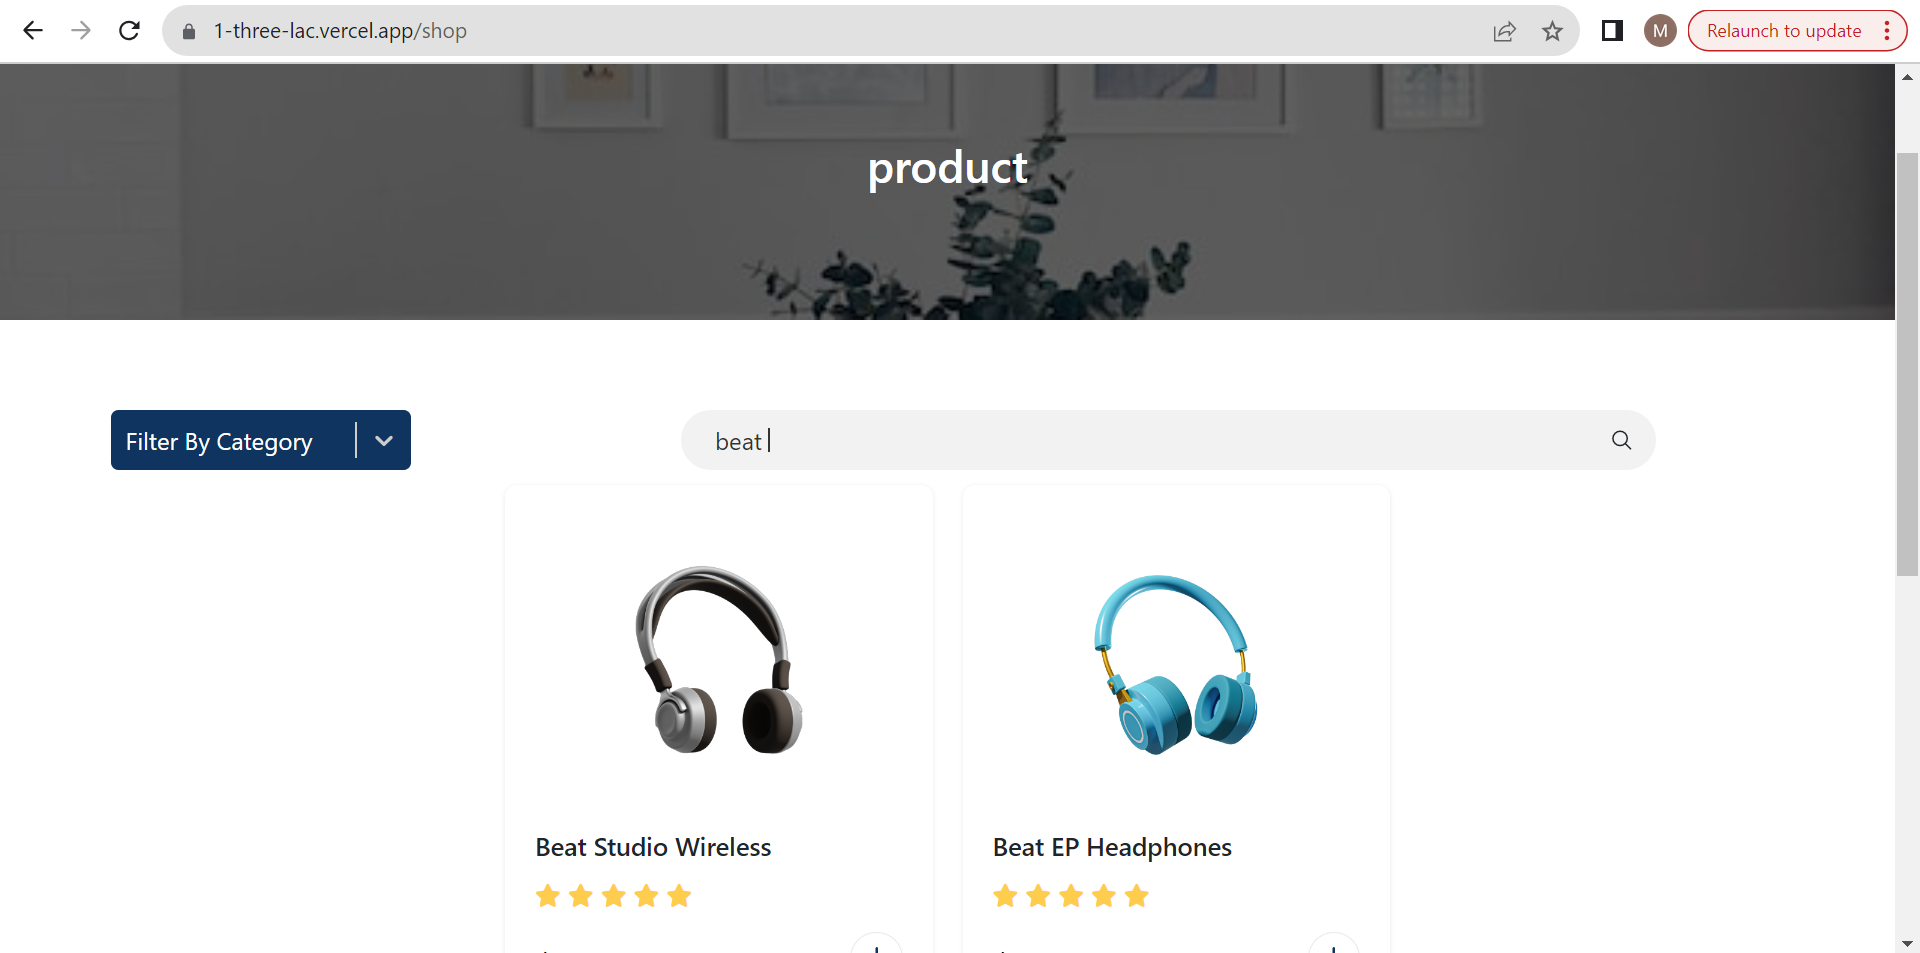 1-three-lac.vercel.app/shop
M
Relaunch to update
product
Filter By Category
beat
Beat Studio Wireless
Beat EP Headphones